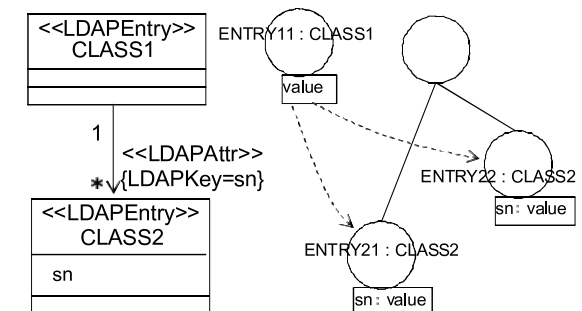 <<LDAPEntry>>
CLASS1
1
<<LDAPAttr>>
* {LDAPKey=sn}
<<LDAPEntry>>
CLASS2
sn
ENTRY11 : CLASS1
value
ENTRY22 : CLASS2
sn: value
ENTRY21 : CLASS2
sn: value